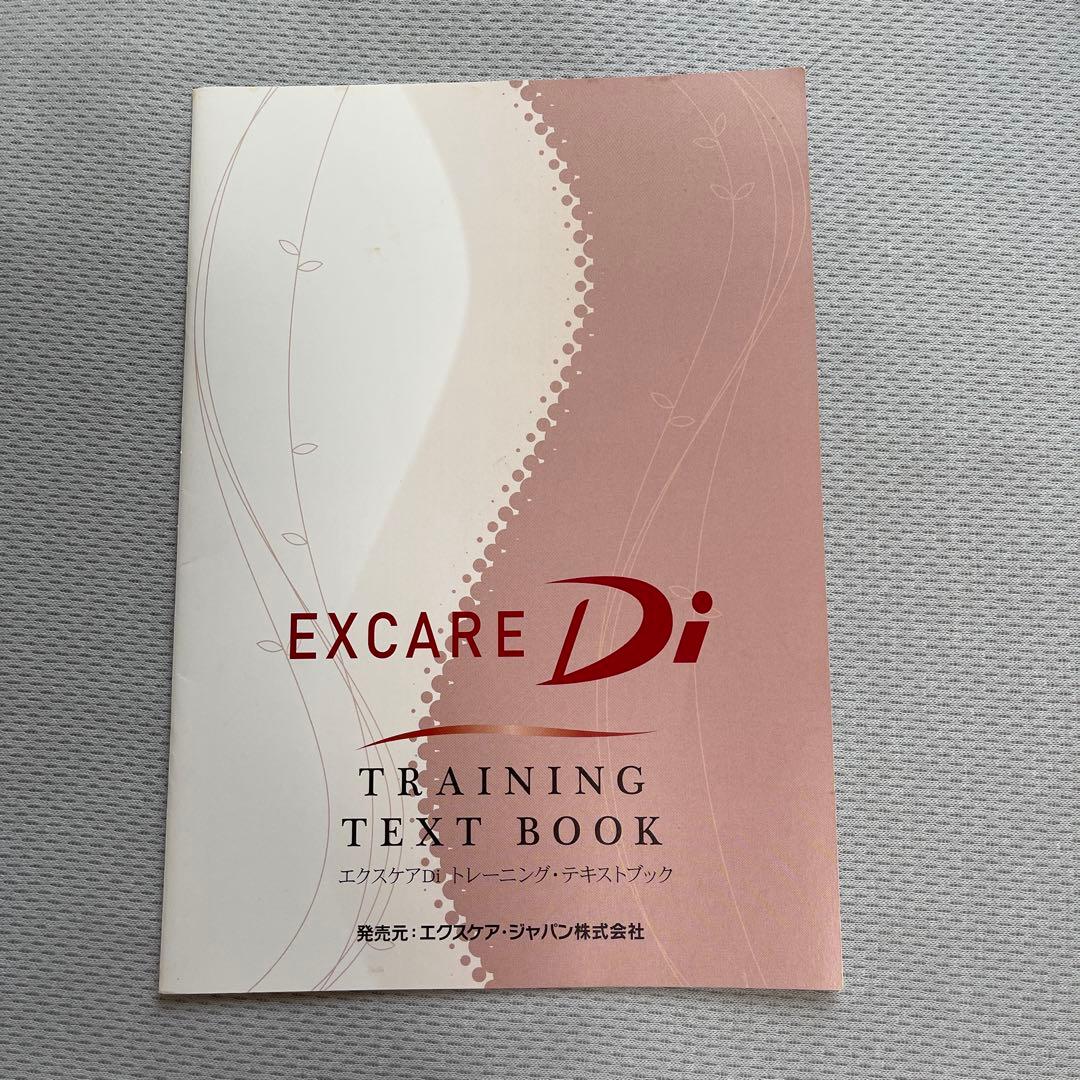 EXCARE Di
TRAINING
TEXT BOOK
エクスケアDi トレーニング・テキストブック
発売元：エクスケア・ジャパン株式会社